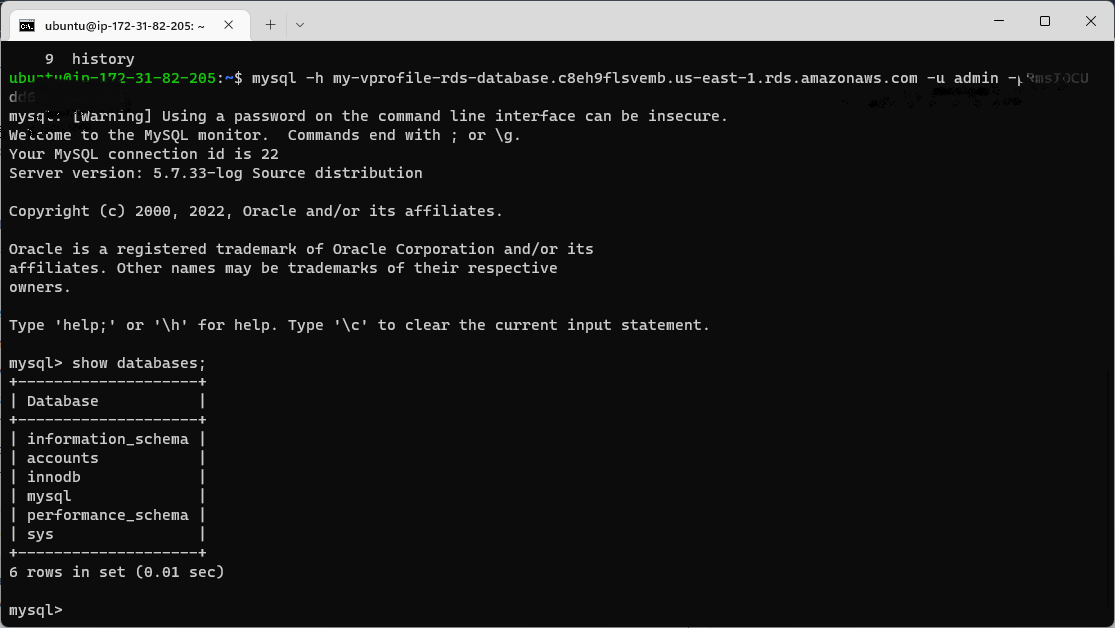 ubuntu@ip-172-31-82-205: ~
9 history
ubuntu@ip-172-31-82-205:~$ mysql -h my-vprofile-rds-database.c8eh9flsvemb.us-east-1.rds.amazonaws.com -u admin
mysql: [Warning] Using a password on the command line interface can be insecure.
Welcome to the MySQL monitor.  Commands end with ; or \g.
Your MySQL connection id is 22
Server version: 5.7.33-log Source distribution
Copyright (c) 2000, 2022, Oracle and/or its affiliates.
Oracle is a registered trademark of Oracle Corporation and/or its
affiliates. Other names may be trademarks of their respective
owners.
Type 'help;' or '\h' for help. Type '\c' to clear the current input statement.
mysql> show databases;
+--------------------+
| Database           |
+--------------------+
| information_schema |
| accounts           |
| innodb             |
| mysql              |
| performance_schema |
| sys                |
+--------------------+
6 rows in set (0.01 sec)
mysql>